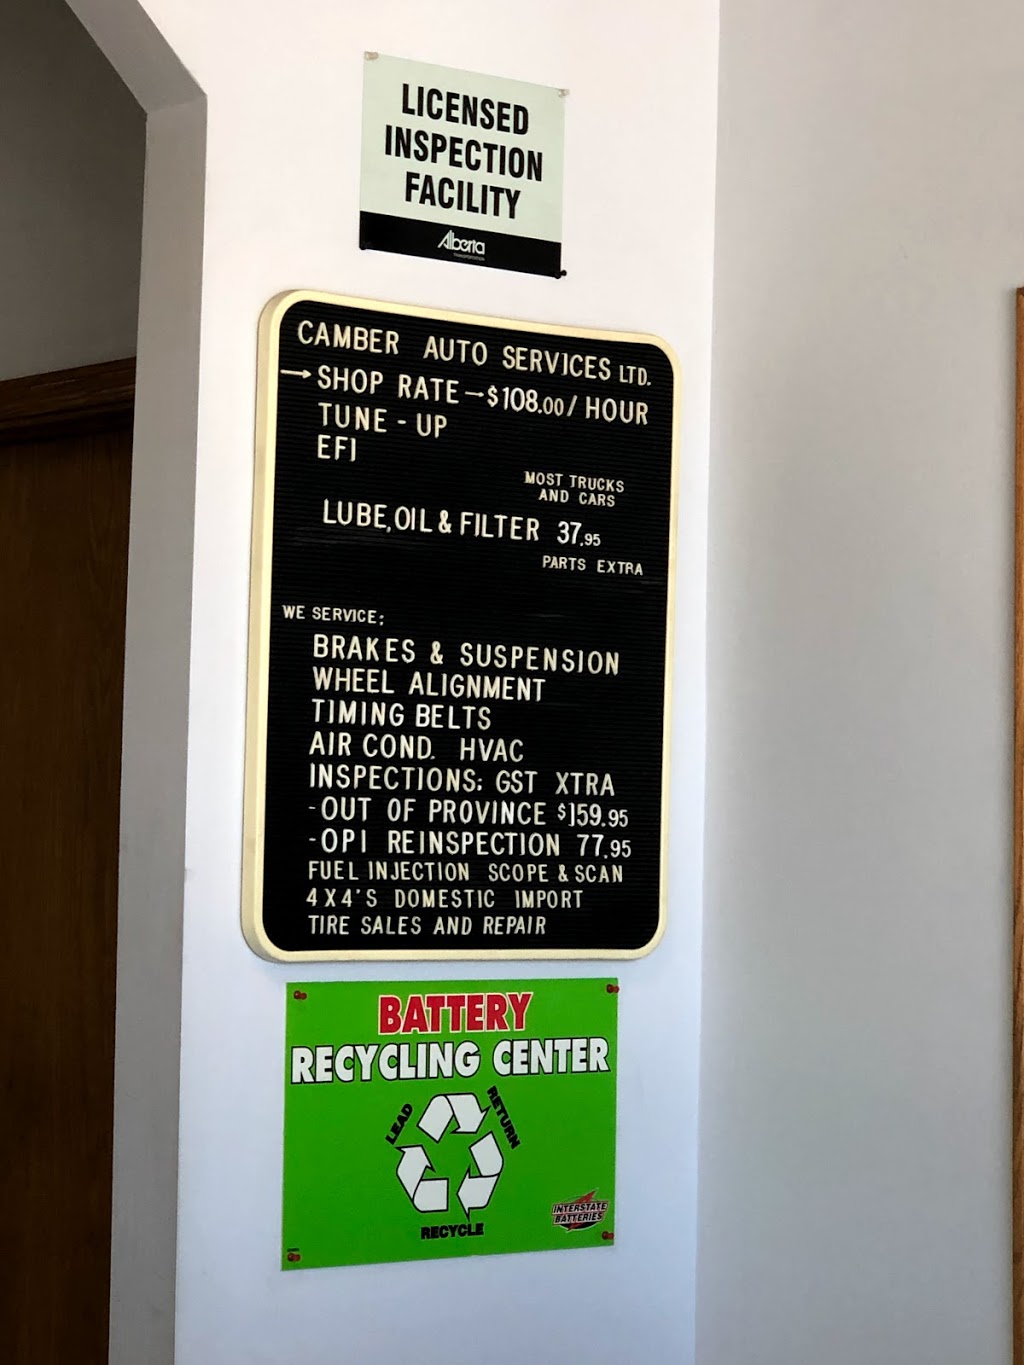 LICENSED
INSPECTION
FACILITY
Alberta
TRANSPORTATION
CAMBER AUTO SERVICES LTD.
→SHOP RATE-$108.00/ HOUR
TUNE - UP
EFI
MOST TRUCKS
AND CARS
LUBE, OIL & FILTER 37.95
PARTS EXTRA
WE SERVICE;
BRAKES & SUSPENSION
WHEEL ALIGNMENT
TIMING BELTS
AIR COND. HVAC
INSPECTIONS; GST XTRA
-OUT OF PROVINCE $159.95
-OPI REINSPECTION 77.95
FUEL INJECTION SCOPE & SCAN
4X4'S DOMESTIC IMPORT
TIRE SALES AND REPAIR
BATTERY
RECYCLING CENTER
LEAD
RETURN
RECYCLE
INTERSTATE
BATTERIES